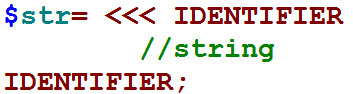 $str= <<< IDENTIFIER
//string
IDENTIFIER;